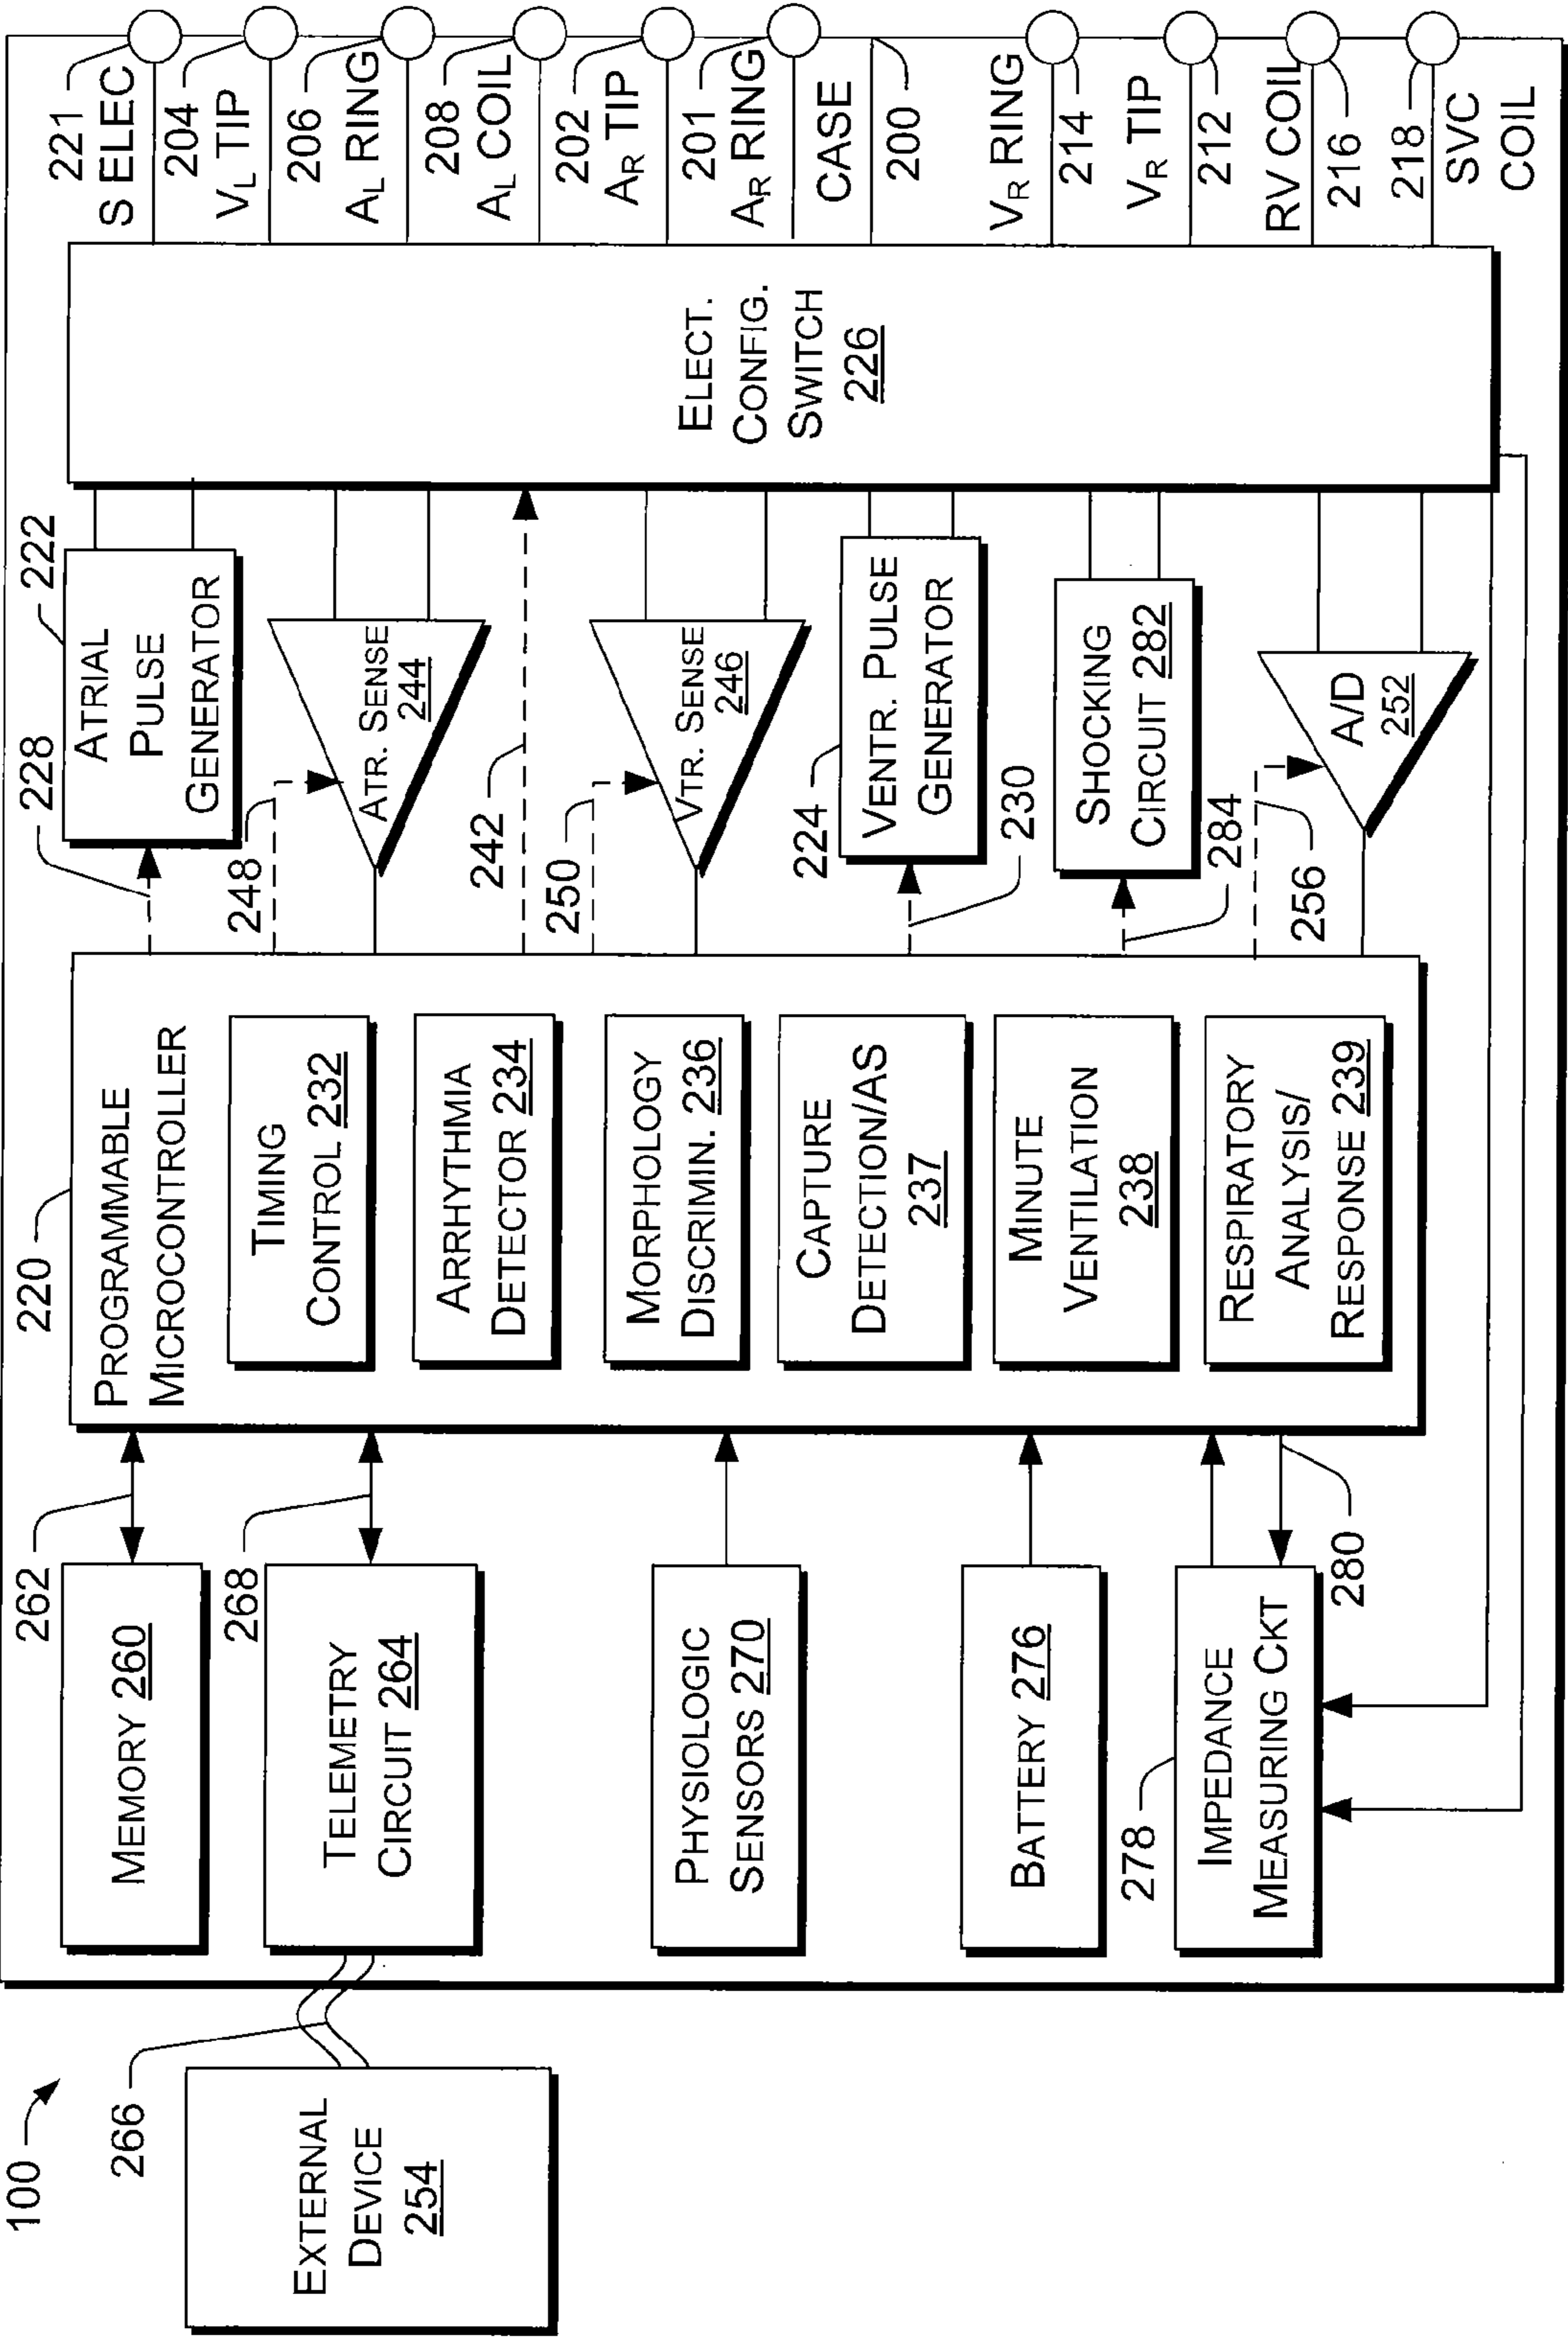 100
EXTERNAL
DEVICE
254
266
262
MEMORY 260
268
TELEMETRY
CIRCUIT 264
PHYSIOLOGIC
SENSORS 270
BATTERY 276
278
IMPEDANCE
MEASURING CKT
280
220
PROGRAMMABLE
MICROCONTROLLER
TIMING
CONTROL 232
ARRHYTHMIA
DETECTOR 234
MORPHOLOGY
DISCRIMIN. 236
CAPTURE
DETECTION/AS
237
MINUTE
VENTILATION
238
RESPIRATORY
ANALYSIS/
RESPONSE 239
228
222
ATRIAL
PULSE
GENERATOR
248
ATR. SENSE
244
242
250
VTR. SENSE
246
224
VENTR. PULSE
GENERATOR
230
SHOCKING
CIRCUIT 282
284
256
A/D
252
ELECT.
CONFIG.
SWITCH
226
221
S ELEC
204
VL TIP
206
AL RING
208
AL COIL
202
AR TIP
201
AR RING
CASE
200
VR RING
214
VR TIP
212
RV COIL
216
218
SVC
COIL